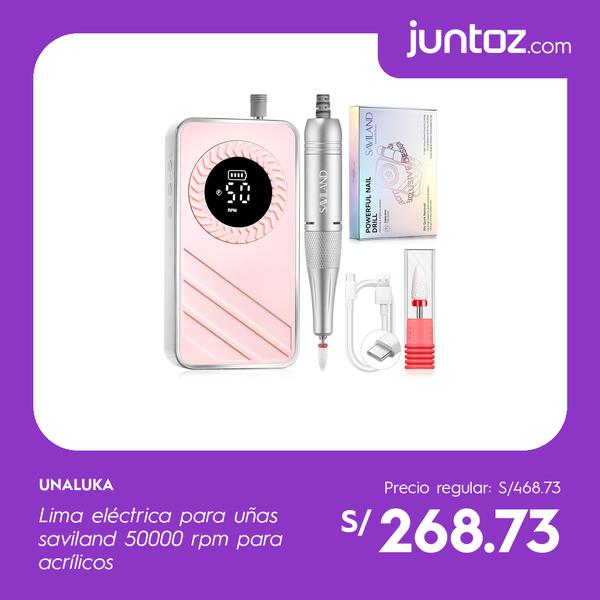 juntoz.com
SAVILAND
50
RPM
SAVILAND
POWERFUL NAIL
DRILL
UNALUKA
Precio regular: S/468.73
Lima eléctrica para uñas
saviland 50000 rpm para
acrílicos
S/ 268.73